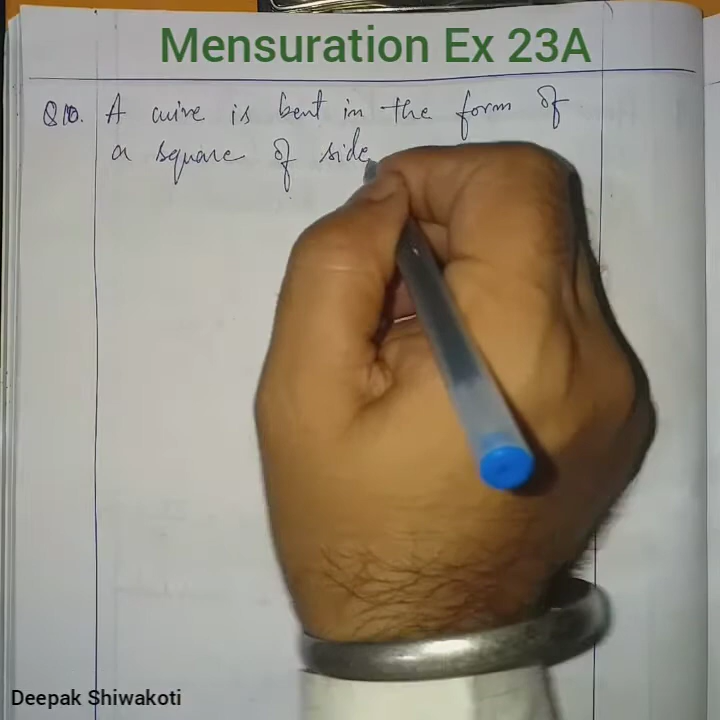 Mensuration Ex 23A
Q10. A wire is bent in the form of
a square of side
Deepak Shiwakoti